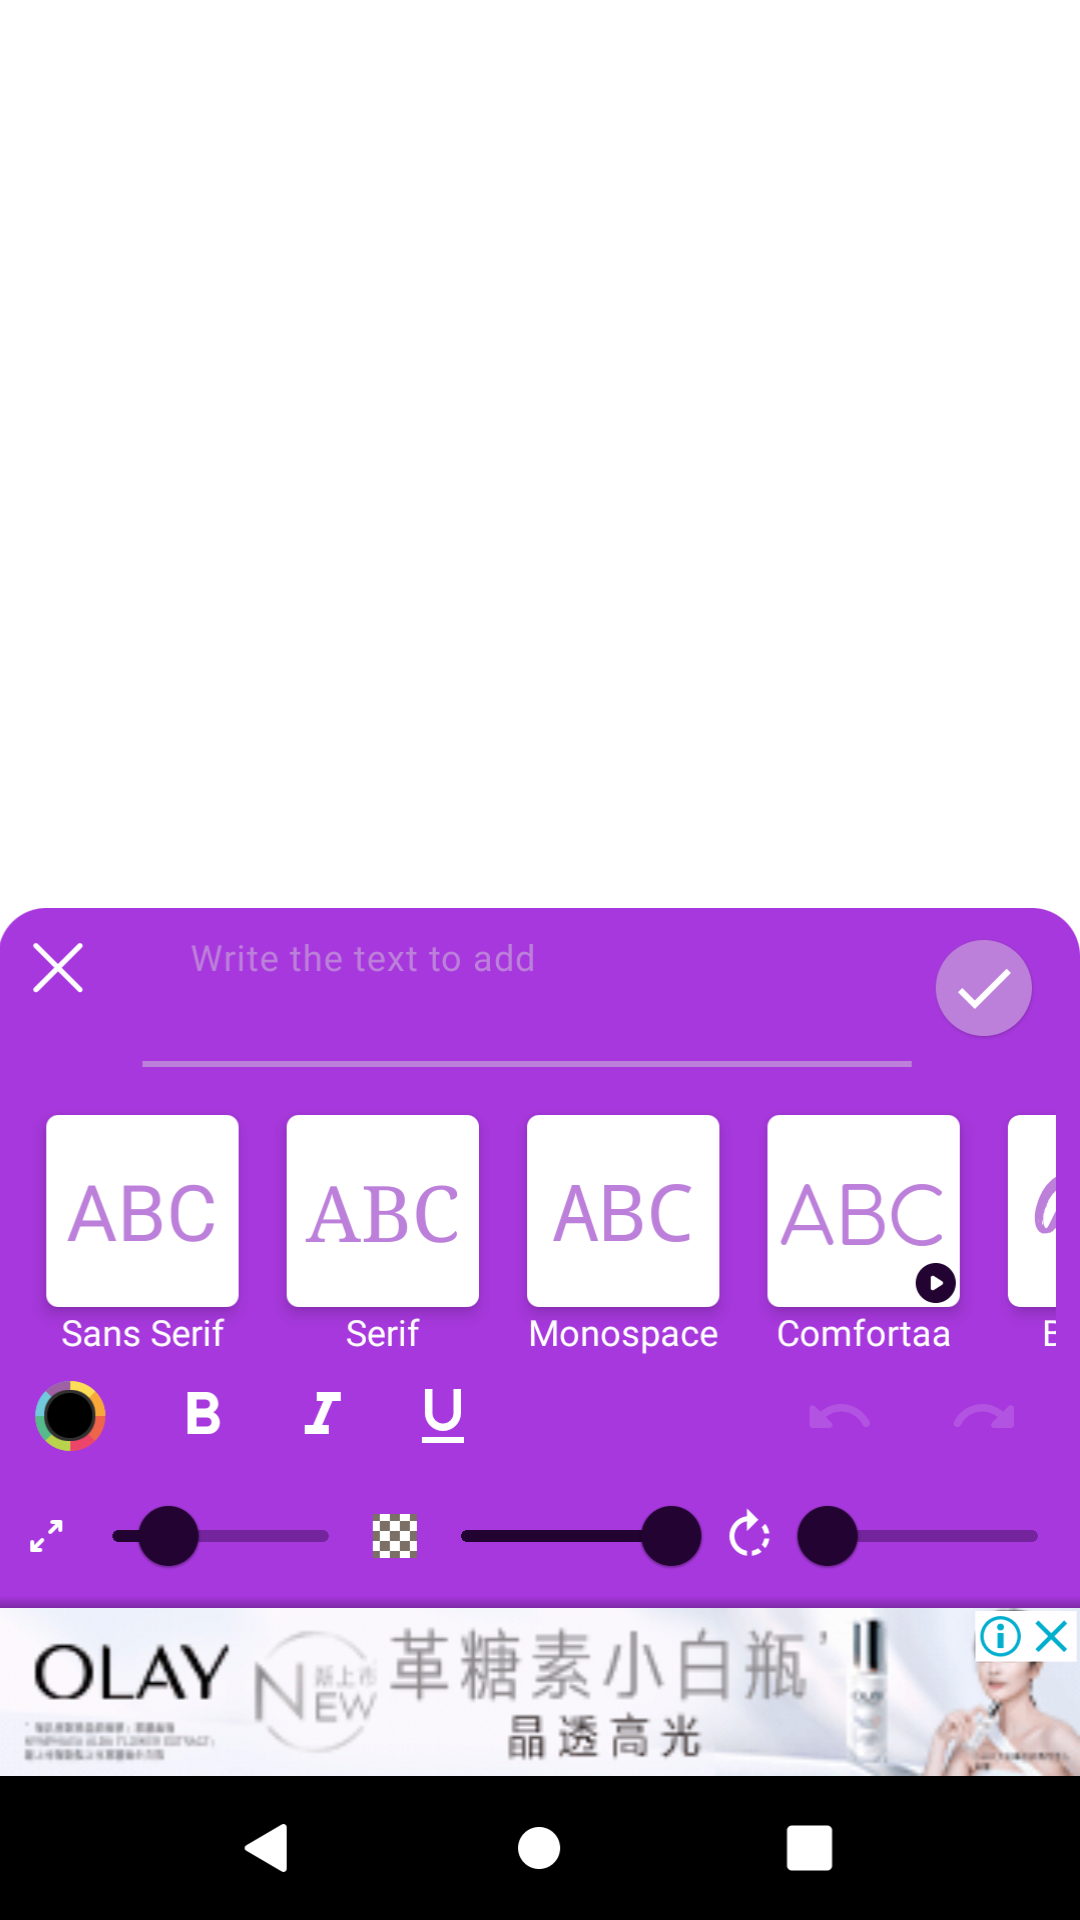 Write the text to add
ABC
ABC
ABC
ABC
Sans Serif
Serif
Monospace
Comfortaa
B
I
U
OLAY
NEW
新上市
革糖素小白瓶
晶透高光